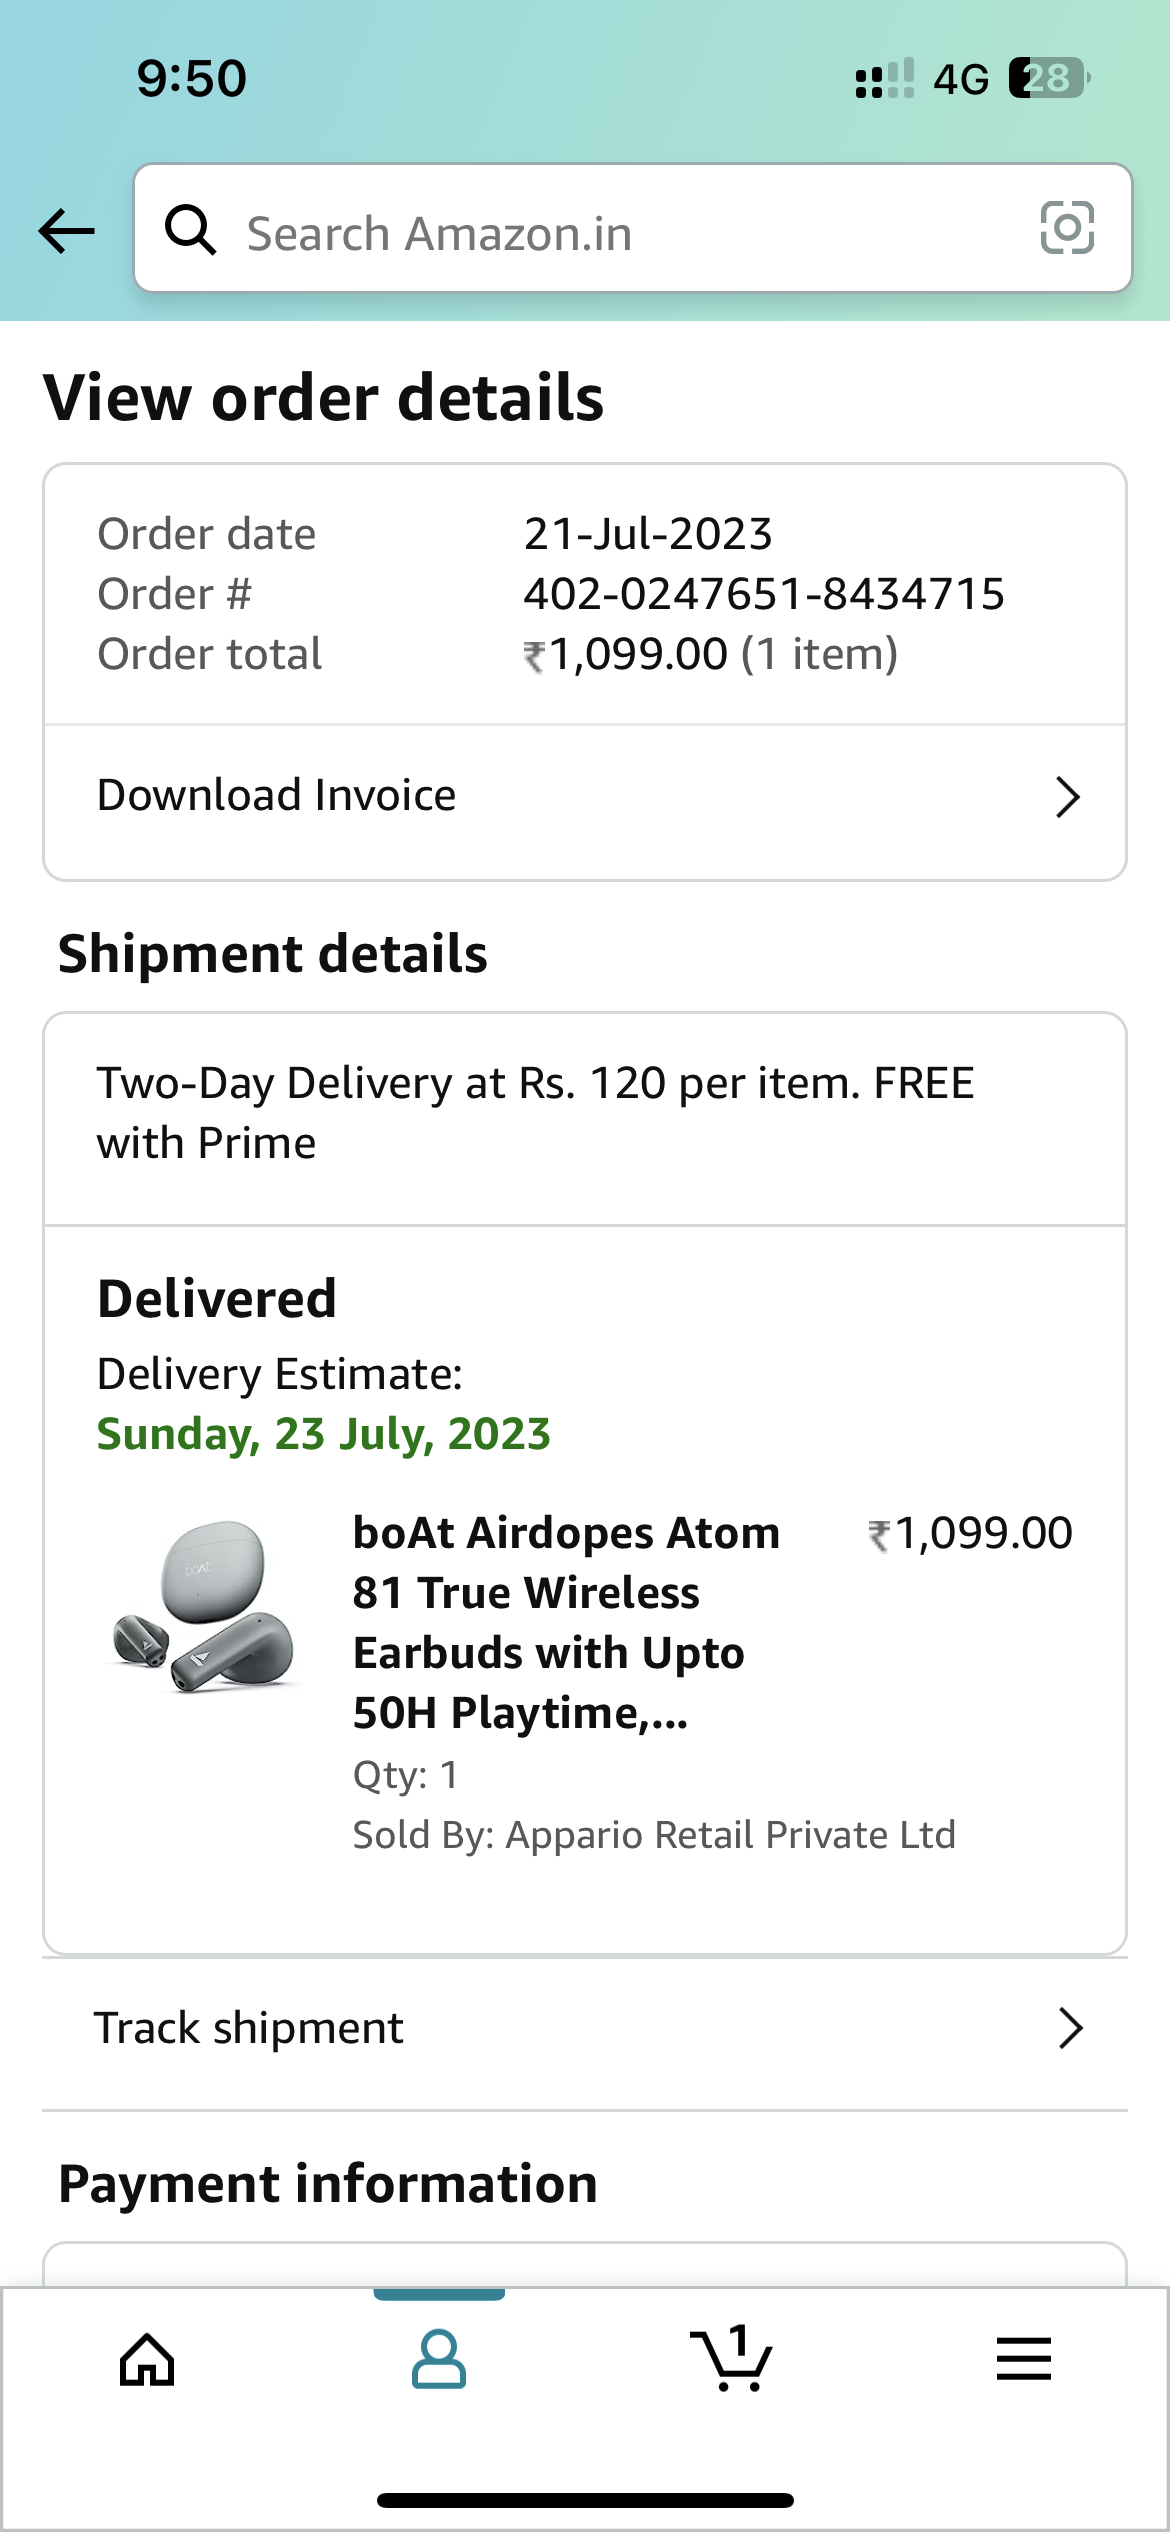 9:50
4G 28
Search Amazon.in
View order details
Order date 21-Jul-2023
Order # 402-0247651-8434715
Order total ₹1,099.00 (1 item)
Download Invoice
Shipment details
Two-Day Delivery at Rs. 120 per item. FREE
with Prime
Delivered
Delivery Estimate:
Sunday, 23 July, 2023
boAt
boAt Airdopes Atom ₹1,099.00
81 True Wireless
Earbuds with Upto
50H Playtime,...
Qty: 1
Sold By: Appario Retail Private Ltd
Track shipment
Payment information
1